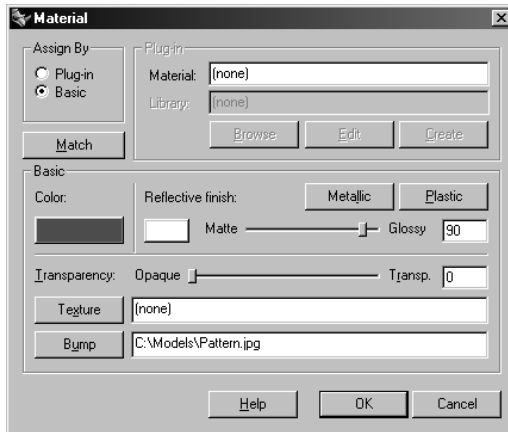 Material
Assign By
Plug-in
Basic
Match
Plug-in
Material: (none)
Library: (none)
Browse Edit Create
Basic
Color: Reflective finish: Metallic Plastic
Matte Glossy 90
Transparency: Opaque Transp. 0
Texture (none)
Bump C:\Models\Pattern.jpg
Help OK Cancel